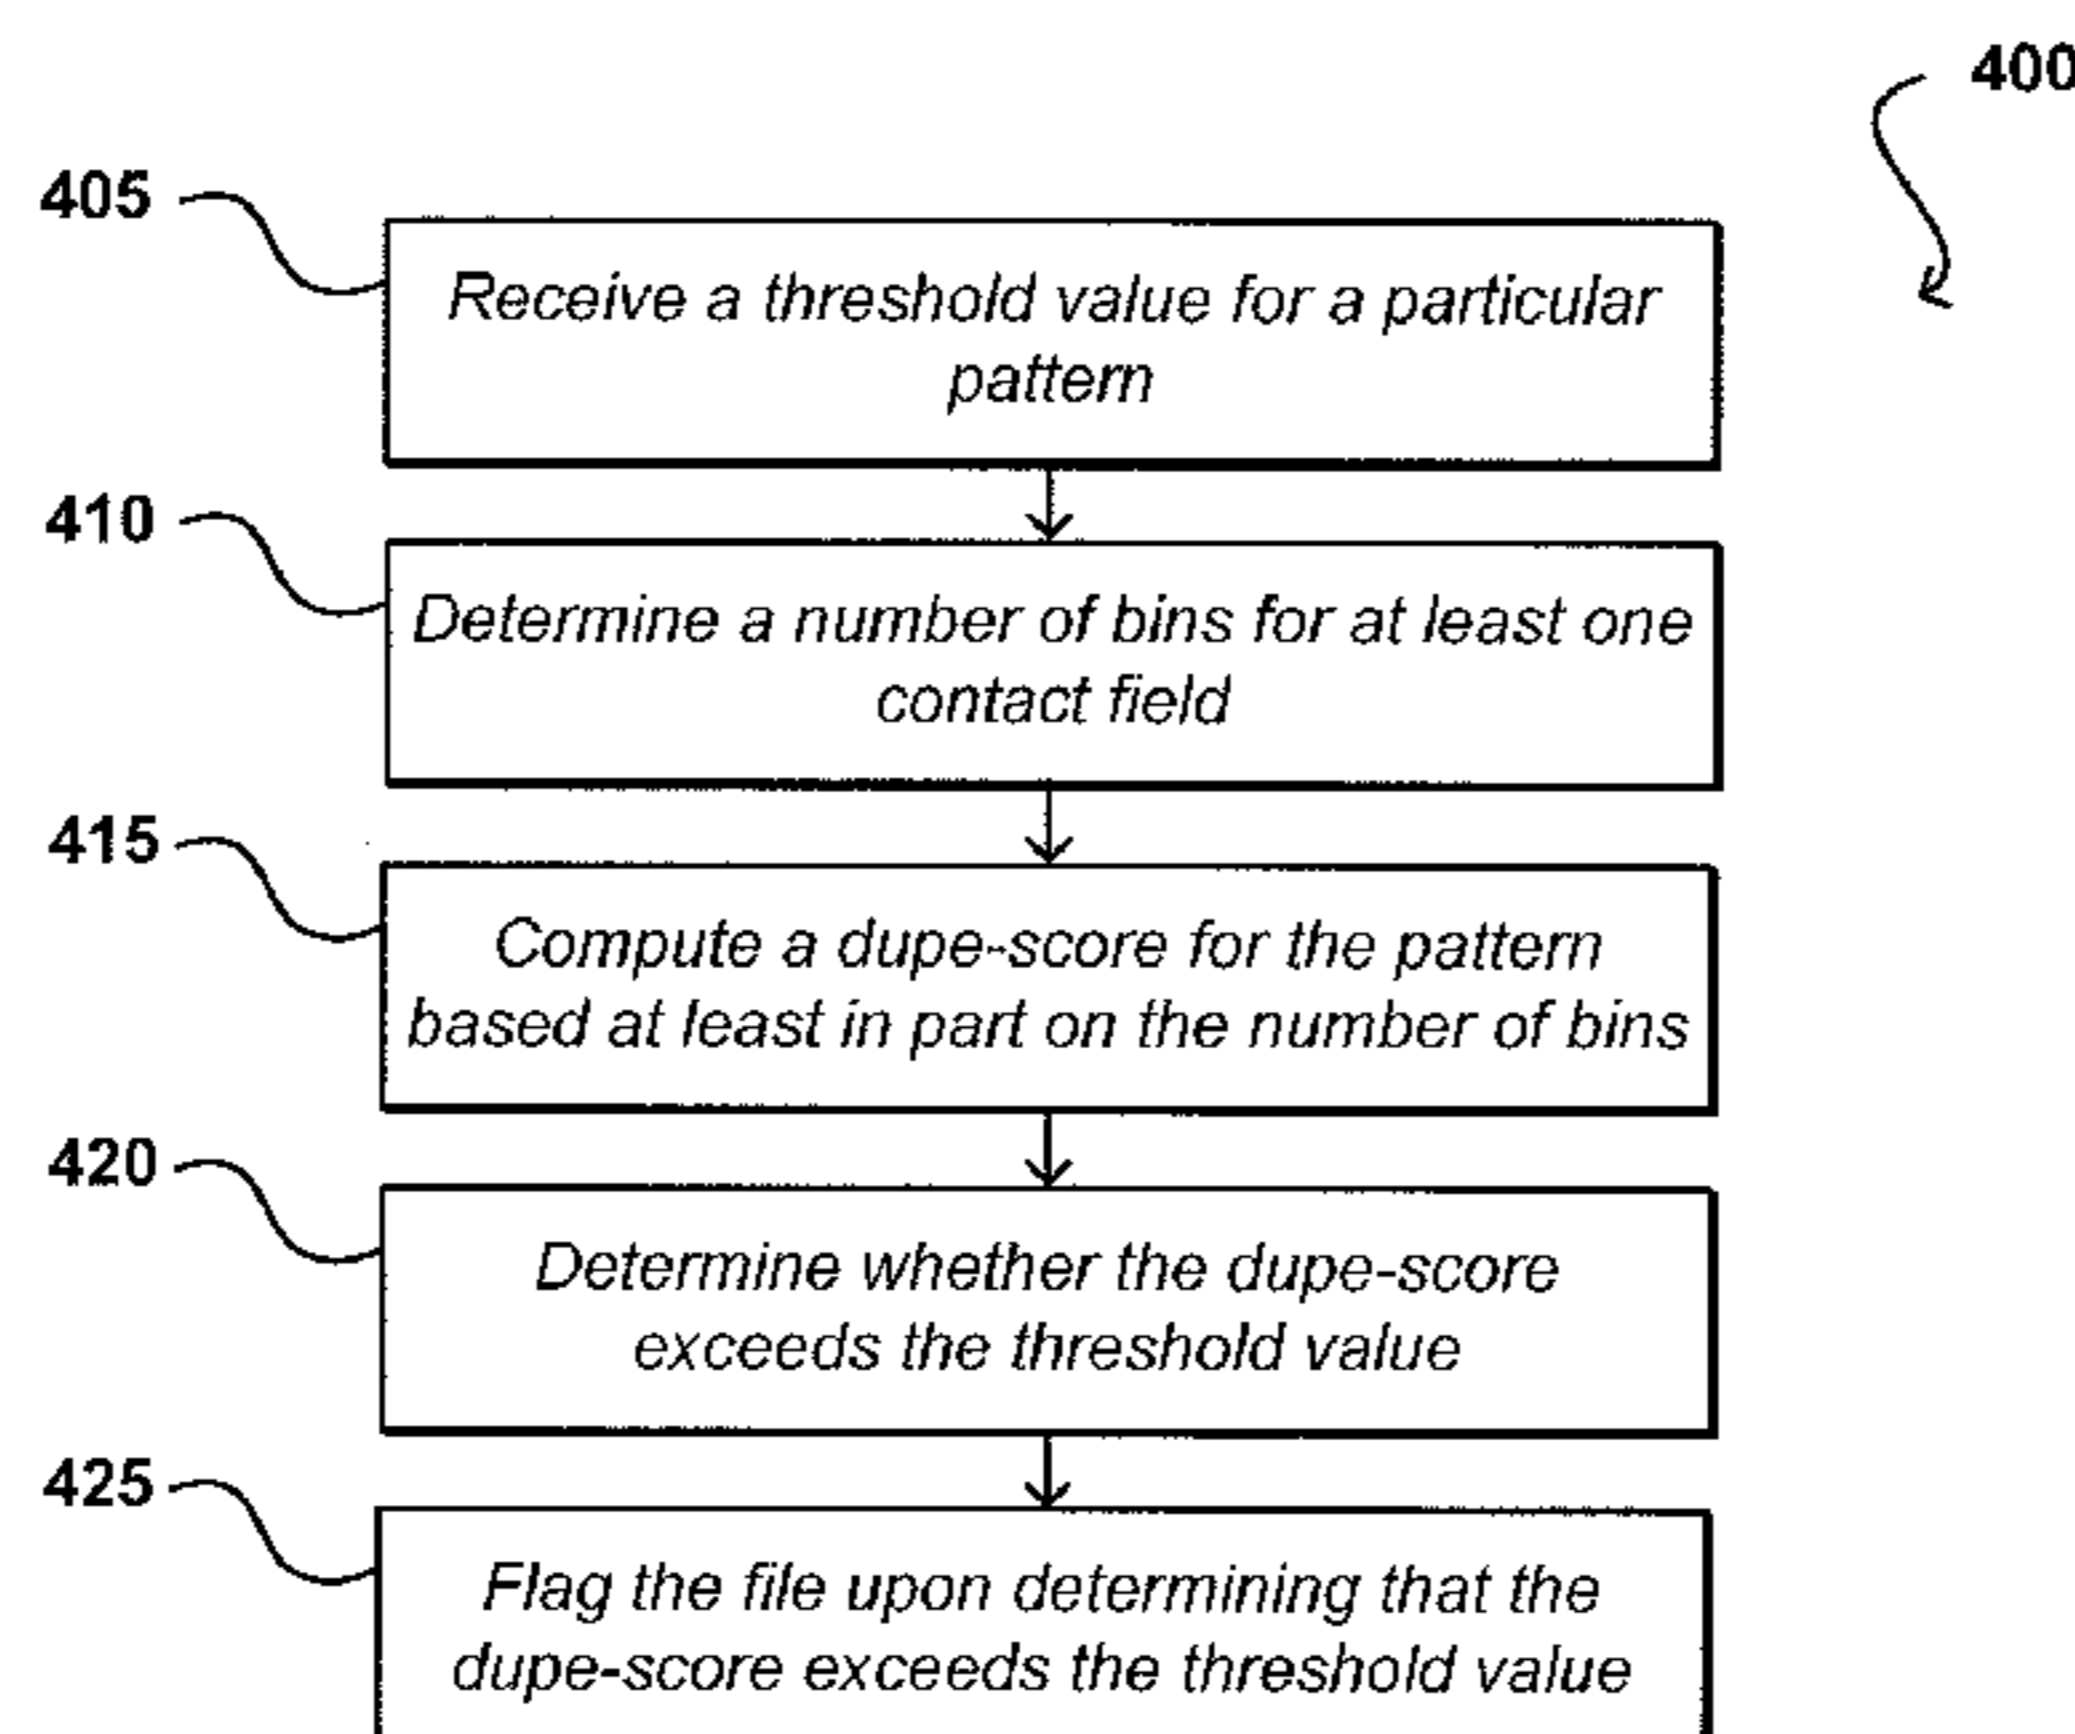 400
405
Receive a threshold value for a particular
pattern
410
Determine a number of bins for at least one
contact field
415
Compute a dupe-score for the pattern
based at least in part on the number of bins
420
Determine whether the dupe-score
exceeds the threshold value
425
Flag the file upon determining that the
dupe-score exceeds the threshold value